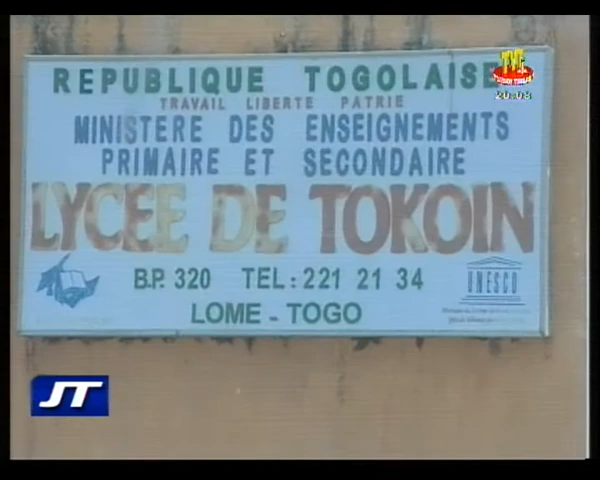 REPUBLIQUE TOGOLAISE
TRAVAIL LIBERTE PATRIE
MINISTERE DES ENSEIGNEMENTS
PRIMAIRE ET SECONDAIRE
LYCEE DE TOKOIN
B.P. 320 TEL : 221 21 34
UNESCO
LOME - TOGO
JT
20:08